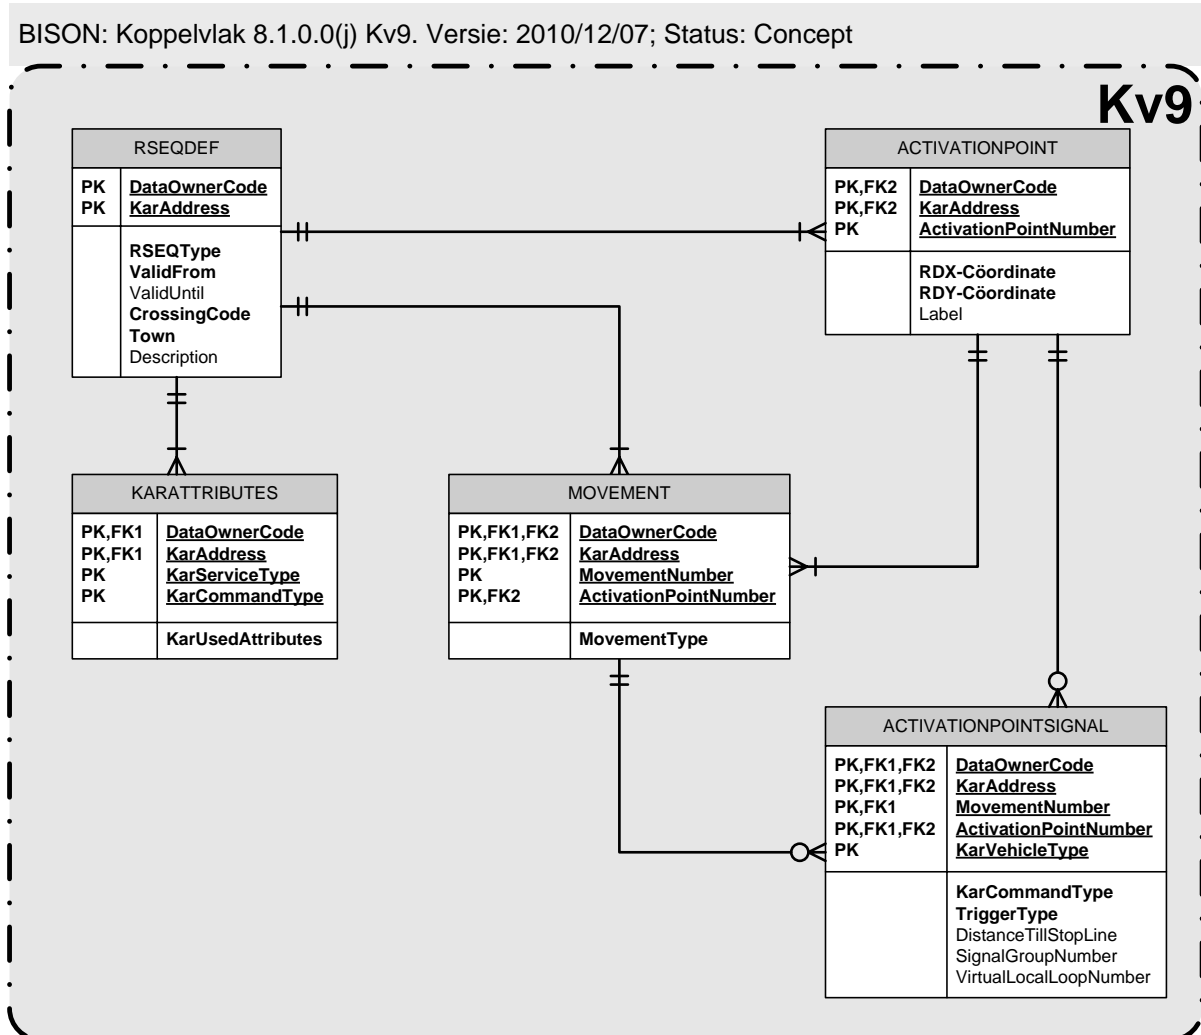 BISON: Koppelvlak 8.1.0.0(j) Kv9. Versie: 2010/12/07; Status: Concept
Kv9
RSEQDEF
PK DataOwnerCode
PK KarAddress
RSEQType
ValidFrom
ValidUntil
CrossingCode
Town
Description
ACTIVATIONPOINT
PK,FK2 DataOwnerCode
PK,FK2 KarAddress
PK ActivationPointNumber
RDX-Cöordinate
RDY-Cöordinate
Label
KARATTRIBUTES
PK,FK1 DataOwnerCode
PK,FK1 KarAddress
PK KarServiceType
PK KarCommandType
KarUsedAttributes
MOVEMENT
PK,FK1,FK2 DataOwnerCode
PK,FK1,FK2 KarAddress
PK MovementNumber
PK,FK2 ActivationPointNumber
MovementType
ACTIVATIONPOINTSIGNAL
PK,FK1,FK2 DataOwnerCode
PK,FK1,FK2 KarAddress
PK,FK1 MovementNumber
PK,FK1,FK2 ActivationPointNumber
PK KarVehicleType
KarCommandType
TriggerType
DistanceTillStopLine
SignalGroupNumber
VirtualLocalLoopNumber